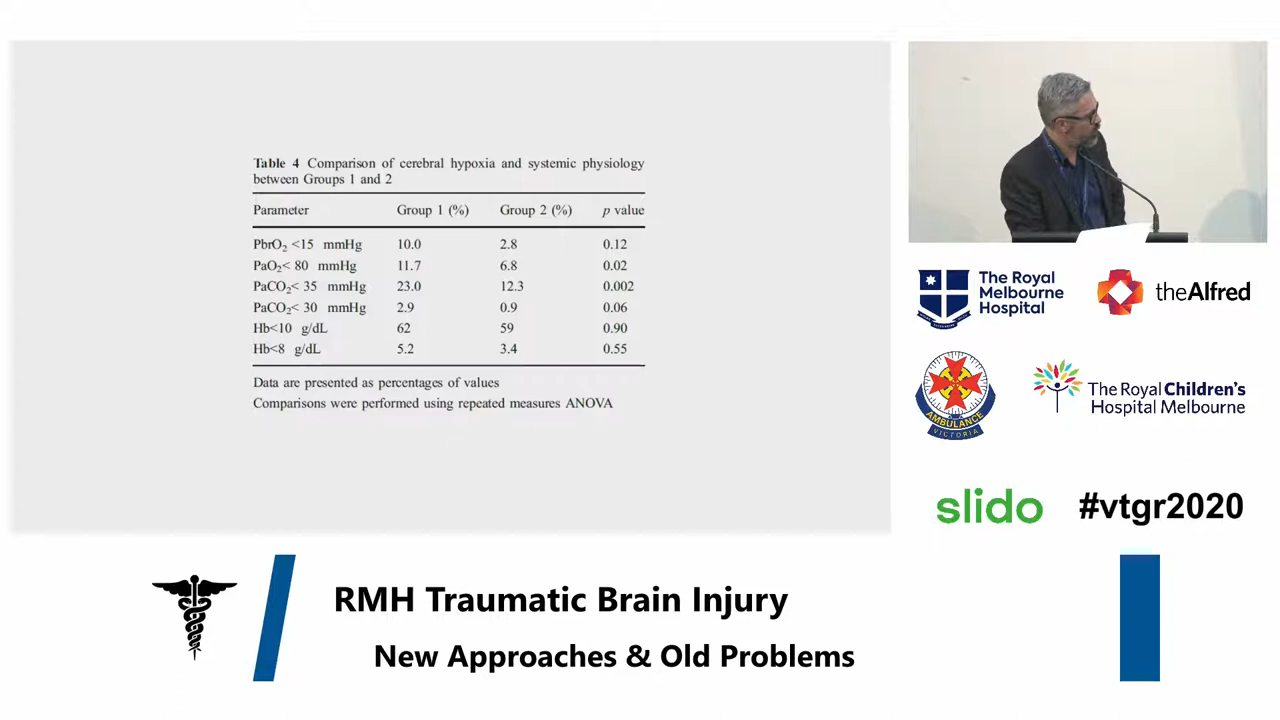 Table 4 Comparison of cerebral hypoxia and systemic physiology
between Groups 1 and 2
Parameter Group 1 (%) Group 2 (%) p value
PbrO2 <15 mmHg 10.0 2.8 0.12
PaO2< 80 mmHg 11.7 6.8 0.02
PaCO2< 35 mmHg 23.0 12.3 0.002
PaCO2< 30 mmHg 2.9 0.9 0.06
Hb<10 g/dL 62 59 0.90
Hb<8 g/dL 5.2 3.4 0.55
Data are presented as percentages of values
Comparisons were performed using repeated measures ANOVA
The Royal
Melbourne
Hospital
theAlfred
AMBULANCE
VICTORIA
The Royal Children's
Hospital Melbourne
slido #vtgr2020
RMH Traumatic Brain Injury
New Approaches & Old Problems